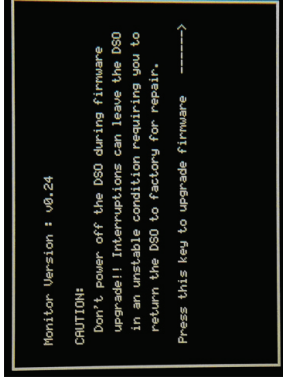 Monitor Version : v0.24
CAUTION:
Don't power off the DSO during firmware
upgrade!! Interruptions can leave the DSO
in an unstable condition requiring you to
return the DSO to factory for repair.
Press this key to upgrade firmware ------>